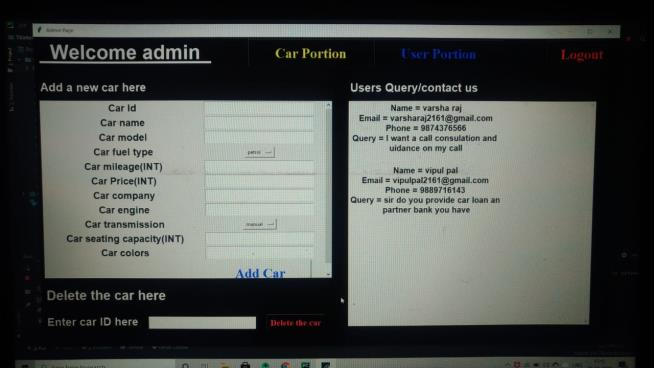 Admin Page
Welcome admin
Car Portion
User Portion
Logout
Add a new car here
Car Id
Car name
Car model
Car fuel type
petrol
Car mileage(INT)
Car Price(INT)
Car company
Car engine
Car transmission
manual
Car seating capacity(INT)
Car colors
Add Car
Delete the car here
Enter car ID here
Delete the car
Users Query/contact us
Name = varsha raj
Email = varsharaj2161@gmail.com
Phone = 9874376566
Query = I want a call consulation and
uidance on my call
Name = vipul pal
Email = vipulpal2161@gmail.com
Phone = 9889716143
Query = sir do you provide car loan an
partner bank you have